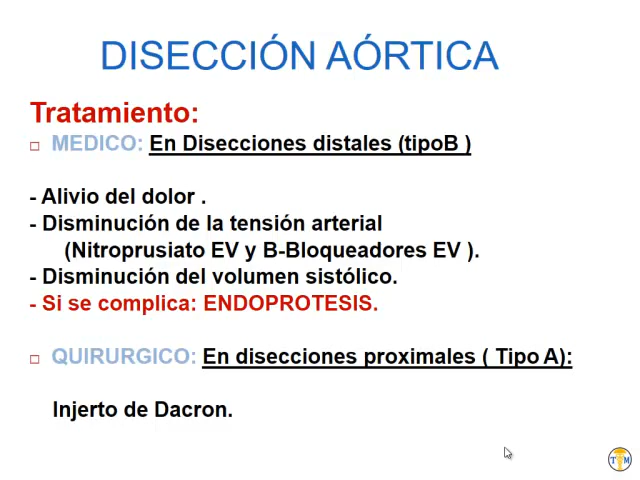 DISECCIÓN AÓRTICA
Tratamiento:
MEDICO: En Disecciones distales (tipoB )
- Alivio del dolor .
- Disminución de la tensión arterial
(Nitroprusiato EV y B-Bloqueadores EV ).
- Disminución del volumen sistólico.
- Si se complica: ENDOPROTESIS.
QUIRURGICO: En disecciones proximales ( Tipo A):
Injerto de Dacron.
T M